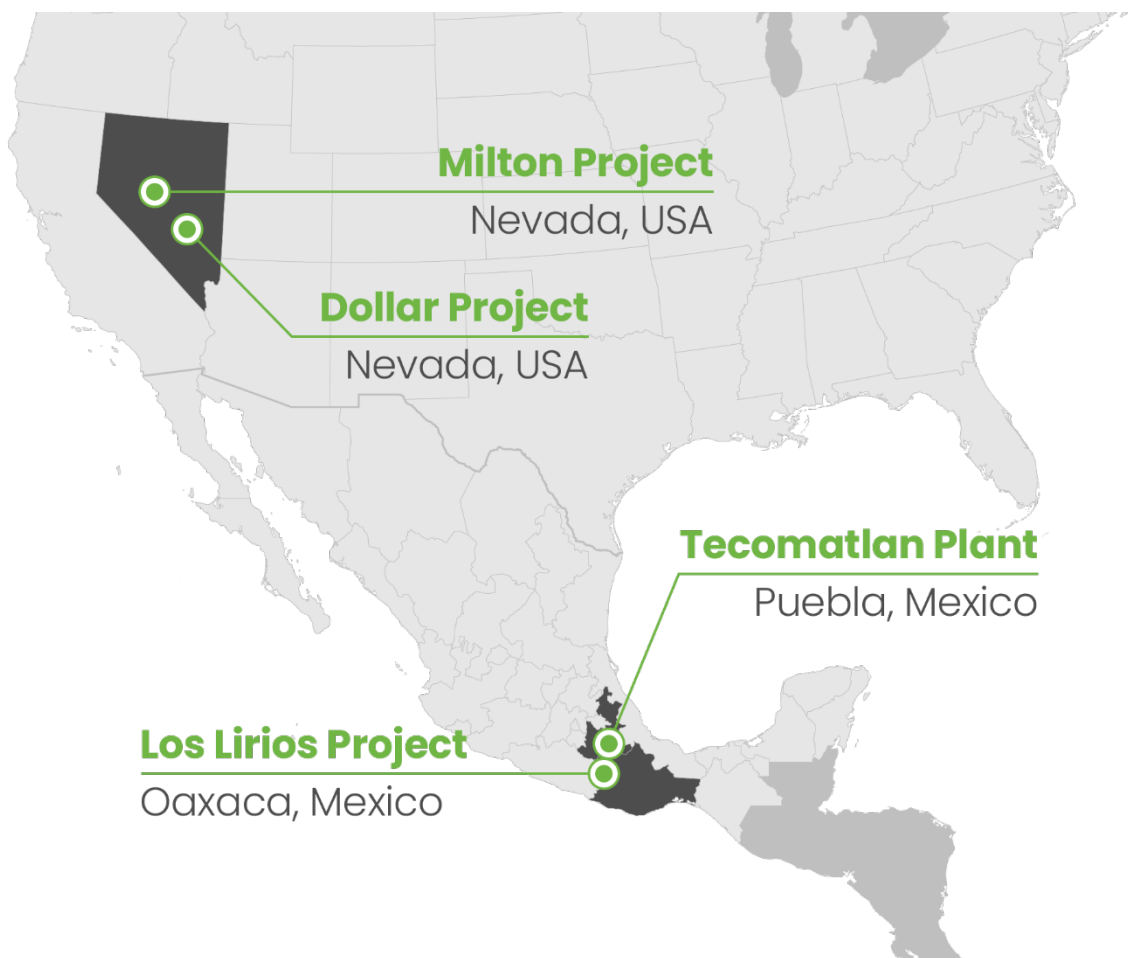 Milton Project
Nevada, USA
Dollar Project
Nevada, USA
Tecomatlan Plant
Puebla, Mexico
Los Lirios Project
Oaxaca, Mexico